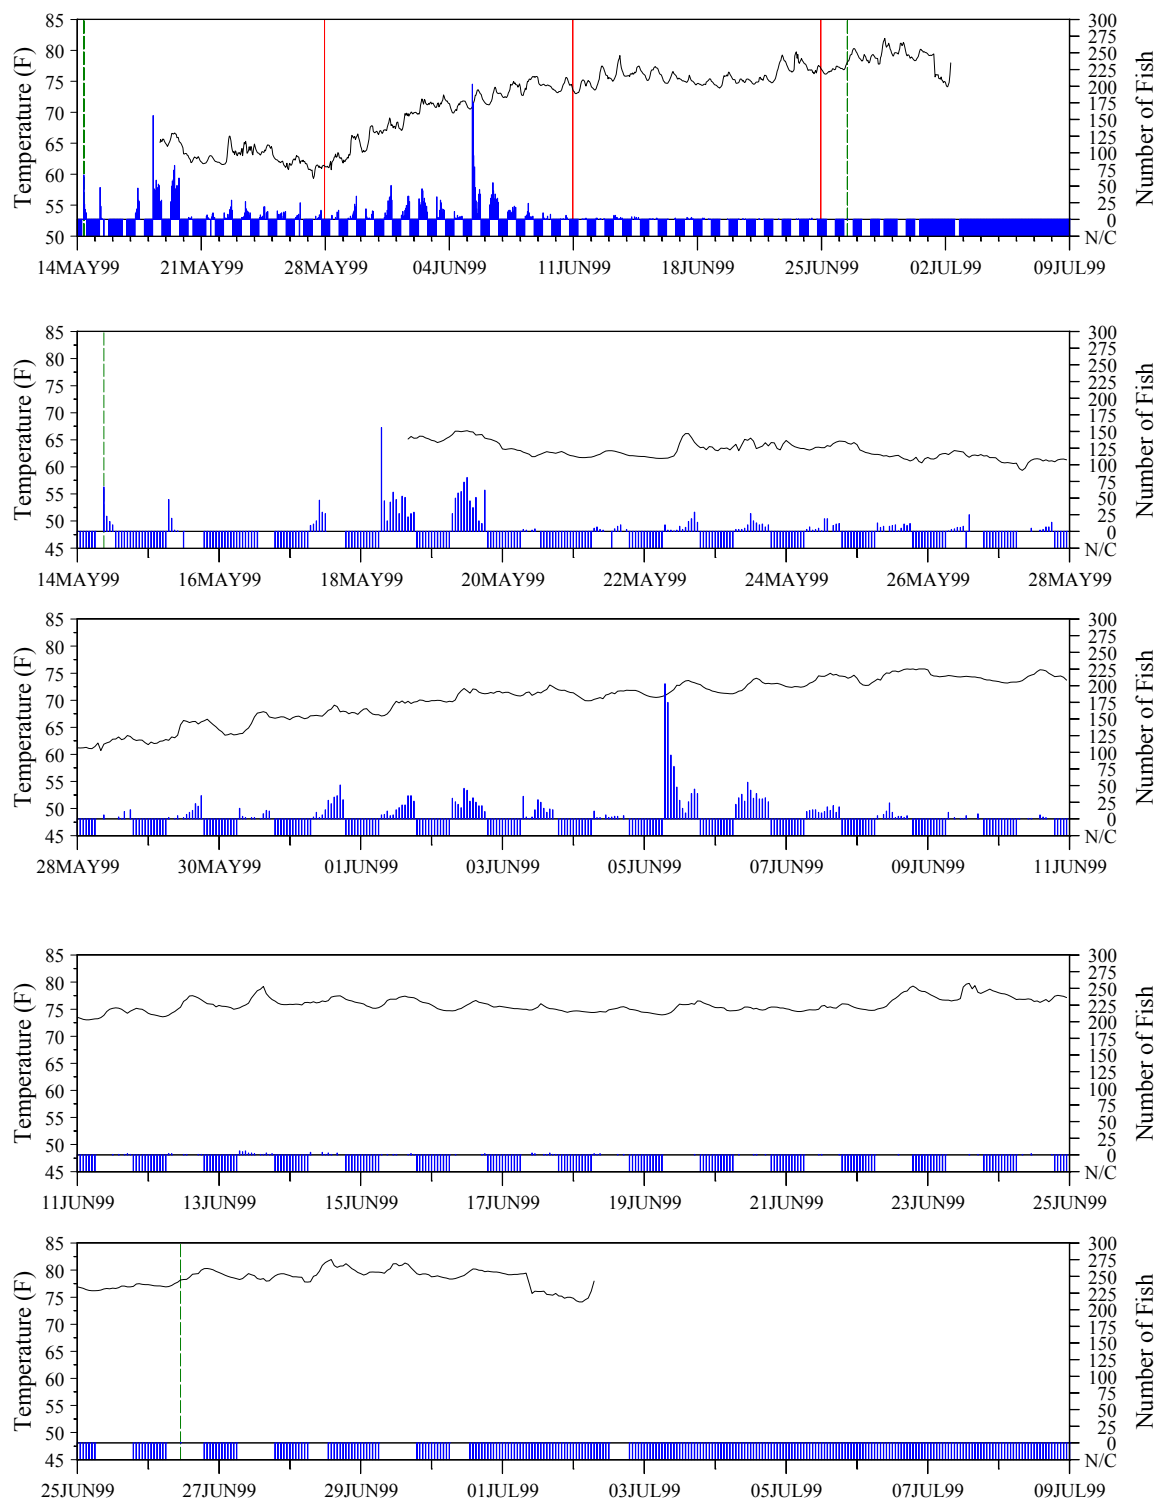 85 80 75 70 65 60 55 50
Temperature (F)
300 275 250 225 200 175 150 125 100 75 50 25 0 N/C
Number of Fish
14MAY99 21MAY99 28MAY99 04JUN99 11JUN99 18JUN99 25JUN99 02JUL99 09JUL99
85 80 75 70 65 60 55 50 45
Temperature (F)
300 275 250 225 200 175 150 125 100 75 50 25 0 N/C
Number of Fish
14MAY99 16MAY99 18MAY99 20MAY99 22MAY99 24MAY99 26MAY99 28MAY99
85 80 75 70 65 60 55 50 45
Temperature (F)
300 275 250 225 200 175 150 125 100 75 50 25 0 N/C
Number of Fish
28MAY99 30MAY99 01JUN99 03JUN99 05JUN99 07JUN99 09JUN99 11JUN99
85 80 75 70 65 60 55 50 45
Temperature (F)
300 275 250 225 200 175 150 125 100 75 50 25 0 N/C
Number of Fish
11JUN99 13JUN99 15JUN99 17JUN99 19JUN99 21JUN99 23JUN99 25JUN99
85 80 75 70 65 60 55 50 45
Temperature (F)
300 275 250 225 200 175 150 125 100 75 50 25 0 N/C
Number of Fish
25JUN99 27JUN99 29JUN99 01JUL99 03JUL99 05JUL99 07JUL99 09JUL99